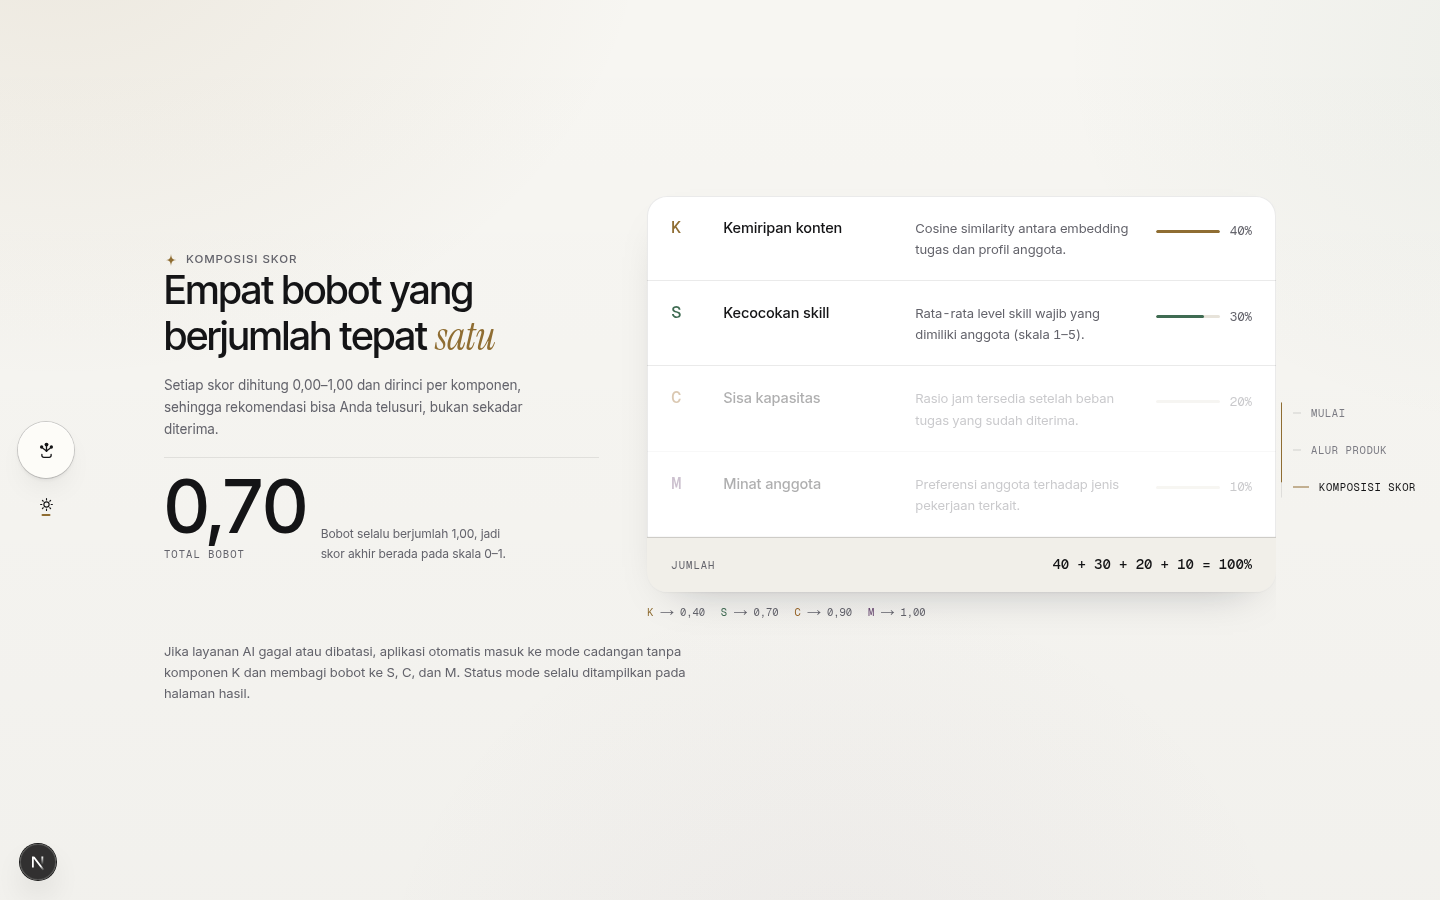 KOMPOSISI SKOR
Empat bobot yang
berjumlah tepat satu
Setiap skor dihitung 0,00–1,00 dan dirinci per komponen,
sehingga rekomendasi bisa Anda telusuri, bukan sekadar
diterima.
0,70
TOTAL BOBOT
Bobot selalu berjumlah 1,00, jadi
skor akhir berada pada skala 0–1.
K
Kemiripan konten
Cosine similarity antara embedding
tugas dan profil anggota.
40%
S
Kecocokan skill
Rata-rata level skill wajib yang
dimiliki anggota (skala 1–5).
30%
C
Sisa kapasitas
Rasio jam tersedia setelah beban
tugas yang sudah diterima.
20%
M
Minat anggota
Preferensi anggota terhadap jenis
pekerjaan terkait.
10%
JUMLAH
40 + 30 + 20 + 10 = 100%
K → 0,40 S → 0,70 C → 0,90 M → 1,00
Jika layanan AI gagal atau dibatasi, aplikasi otomatis masuk ke mode cadangan tanpa
komponen K dan membagi bobot ke S, C, dan M. Status mode selalu ditampilkan pada
halaman hasil.
MULAI
ALUR PRODUK
KOMPOSISI SKOR
N